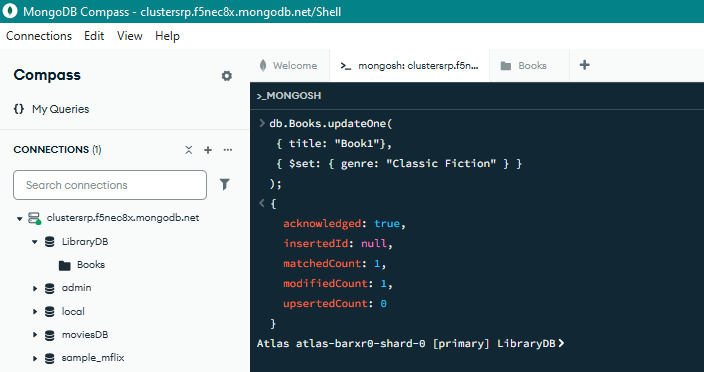 MongoDB Compass - clustersrp.f5nec8x.mongodb.net/Shell
Connections Edit View Help
Compass
{} My Queries
CONNECTIONS (1)
Search connections
clustersrp.f5nec8x.mongodb.net
LibraryDB
Books
admin
local
moviesDB
sample_mflix
Welcome
>_ mongosh: clustersrp.f5n...
Books
>_MONGOSH
> db.Books.updateOne(
{ title: "Book1"},
{ $set: { genre: "Classic Fiction" } }
);
< {
acknowledged: true,
insertedId: null,
matchedCount: 1,
modifiedCount: 1,
upsertedCount: 0
}
Atlas atlas-barxr0-shard-0 [primary] LibraryDB>